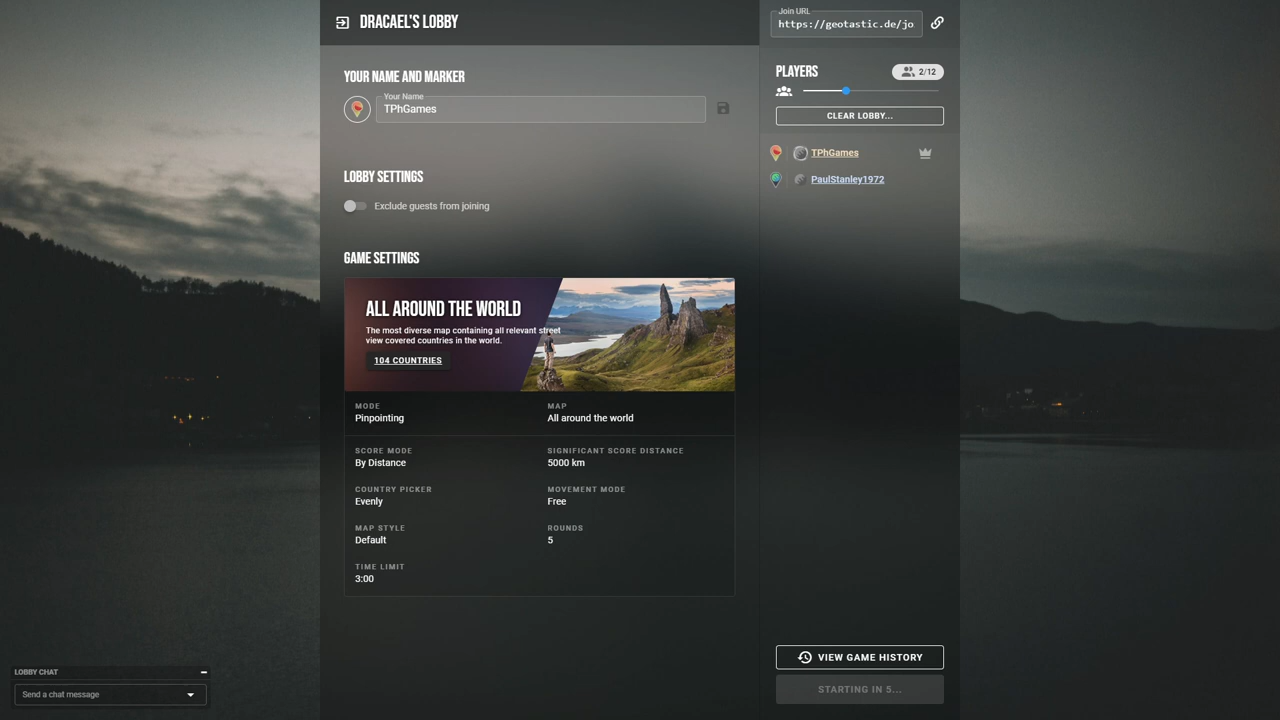 DRACAEL'S LOBBY
YOUR NAME AND MARKER
Your Name
TPhGames
LOBBY SETTINGS
Exclude guests from joining
GAME SETTINGS
ALL AROUND THE WORLD
The most diverse map containing all relevant street
view covered countries in the world.
104 COUNTRIES
MODE
Pinpointing
MAP
All around the world
SCORE MODE
By Distance
SIGNIFICANT SCORE DISTANCE
5000 km
COUNTRY PICKER
Evenly
MOVEMENT MODE
Free
MAP STYLE
Default
ROUNDS
5
TIME LIMIT
3:00
Join URL
https://geotastic.de/jo
PLAYERS
2/12
CLEAR LOBBY...
TPhGames
PaulStanley1972
VIEW GAME HISTORY
STARTING IN 5...
LOBBY CHAT
Send a chat message